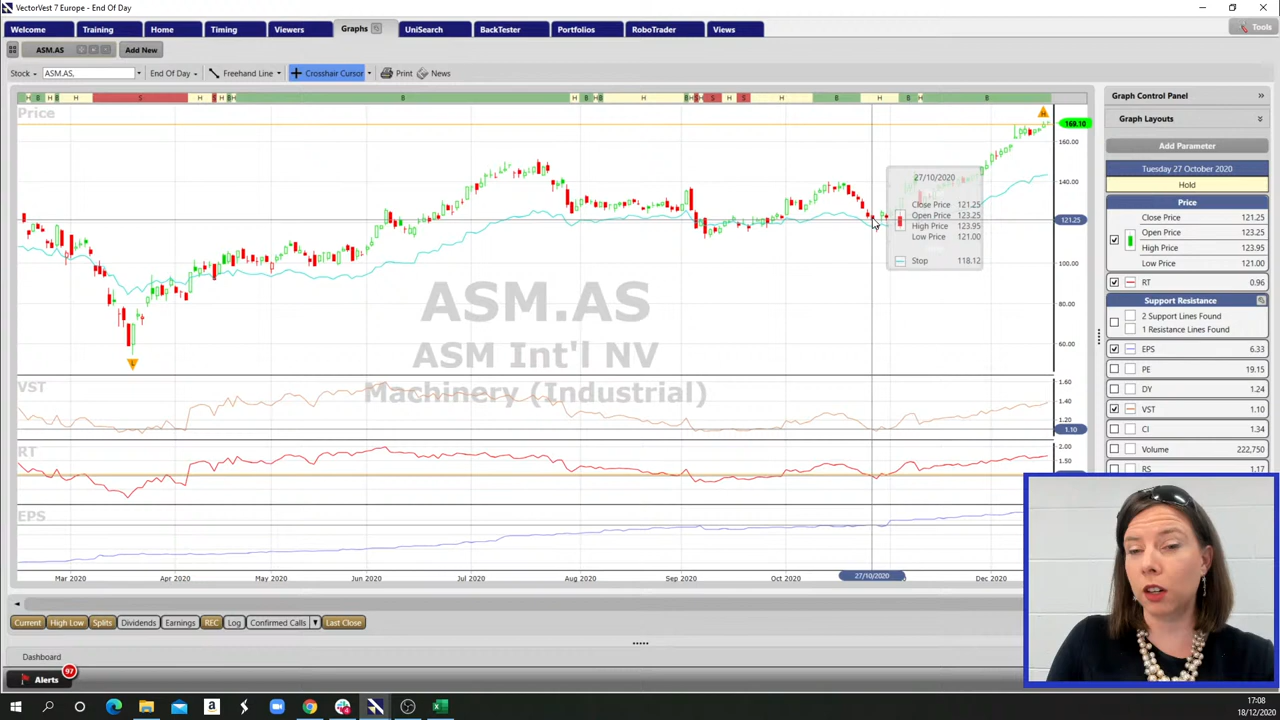 VectorVest 7 Europe - End Of Day
Welcome Training Home Timing Viewers Graphs UniSearch BackTester Portfolios RoboTrader Views Tools
ASM.AS Add New
Stock ASM.AS, End Of Day Freehand Line Crosshair Cursor Print News
H B H B H S H B H B H B H B H B H B H S H S H B H B H B
Price
H
169.10
160.00
140.00
121.25
100.00
80.00
60.00
27/10/2020
Close Price 121.25
Open Price 123.25
High Price 123.95
Low Price 121.00
Stop 118.12
ASM.AS
ASM Int'l NV
Machinery (Industrial)
L
VST
1.60
1.40
1.20
1.10
RT
2.00
1.50
EPS
Mar 2020 Apr 2020 May 2020 Jun 2020 Jul 2020 Aug 2020 Sep 2020 Oct 2020 27/10/2020 Dec 2020
Current High Low Splits Dividends Earnings REC Log Confirmed Calls Last Close
Dashboard
Alerts 97
Graph Control Panel
Graph Layouts
Add Parameter
Tuesday 27 October 2020
Hold
Price
Close Price 121.25
Open Price 123.25
High Price 123.95
Low Price 121.00
RT 0.96
Support Resistance
2 Support Lines Found
1 Resistance Lines Found
EPS 6.33
PE 19.15
DY 1.24
VST 1.10
CI 1.34
Volume 222,750
RS 1.17
17:08
18/12/2020